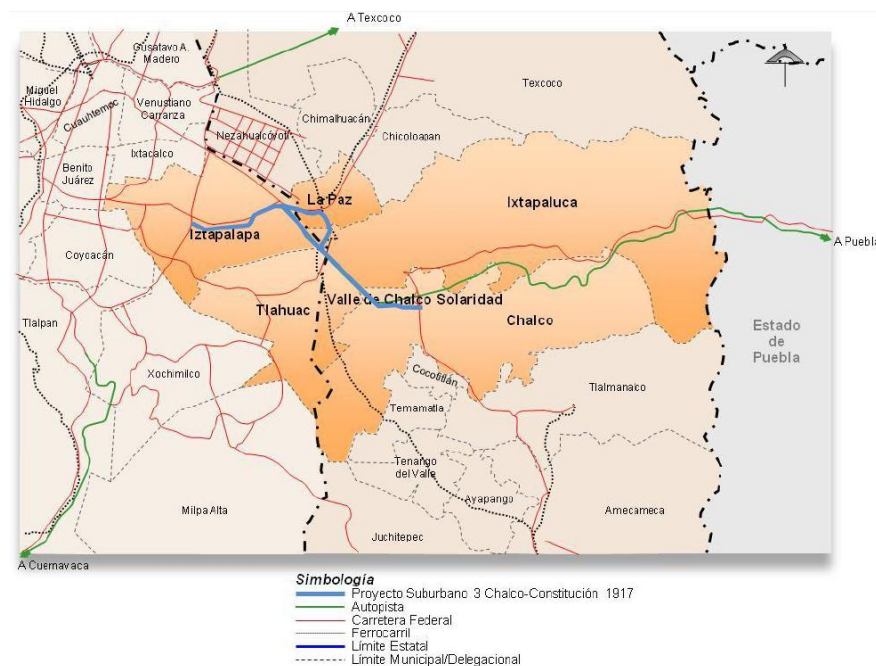 A Texcoco
Gustavo A.
Madero
Texcoco
Miguel
Hidalgo
Cuauhtemoc
Venustiano
Carranza
Chimalhuacán
Nezahualcóyotl
Chicoloapan
Ixtacalco
Benito
Juárez
La Paz
Ixtapaluca
Iztapalapa
A Puebla
Coycacán
Valle de Chalco Solaridad
Tlahuac
Chalco
Tlalpan
Estado
de
Puebla
Xochimilco
Cocotitlán
Tlalmanalco
Temamatla
Tenango
del Valle
Ayapango
Milpa Alta
Amecameca
Juchitepec
A Cuernavaca
Simbología
Proyecto Suburbano 3 Chalco-Constitución 1917
Autopista
Carretera Federal
Ferrocarril
Límite Estatal
Límite Municipal/Delegacional